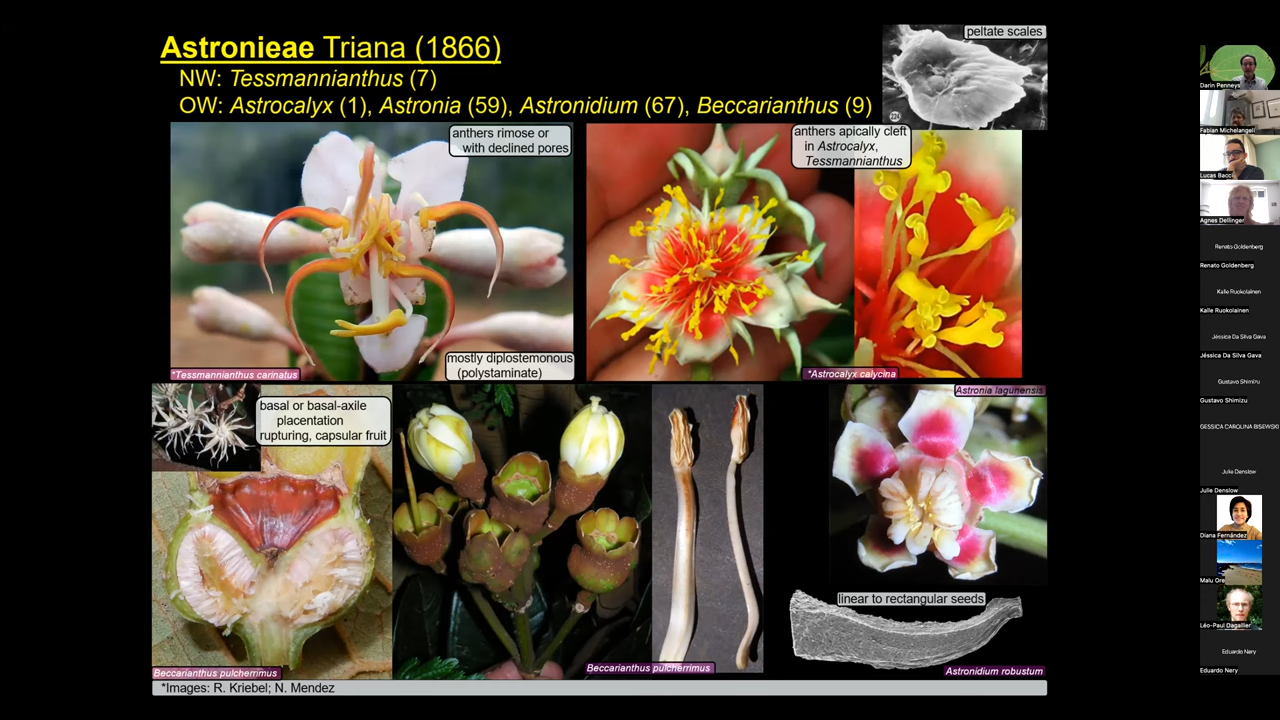 Astronieae Triana (1866)
NW: Tessmannianthus (7)
OW: Astrocalyx (1), Astronia (59), Astronidium (67), Beccarianthus (9)
peltate scales
anthers rimose or
with declined pores
anthers apically cleft
in Astrocalyx,
Tessmannianthus
mostly diplostemonous
(polystaminate)
*Tessmannianthus carinatus
*Astrocalyx calycina
basal or basal-axile
placentation
rupturing, capsular fruit
Astronia lagunensis
linear to rectangular seeds
Beccarianthus pulcherrimus
Beccarianthus pulcherrimus
Astronidium robustum
*Images: R. Kriebel; N. Mendez
Darin Penneys
Fabian Michelangeli
Lucas Bacci
Agnes Dellinger
Renato Goldenberg
Renato Goldenberg
Kalle Ruokolainen
Kalle Ruokolainen
Jéssica Da Silva Gava
Jéssica Da Silva Gava
Gustavo Shimizu
Gustavo Shimizu
GESSICA CAROLINA BISEWSKI
Julie Denslow
Julie Denslow
Diana Fernández
Malu Ore
Léo-Paul Dagallier
Eduardo Nery
Eduardo Nery